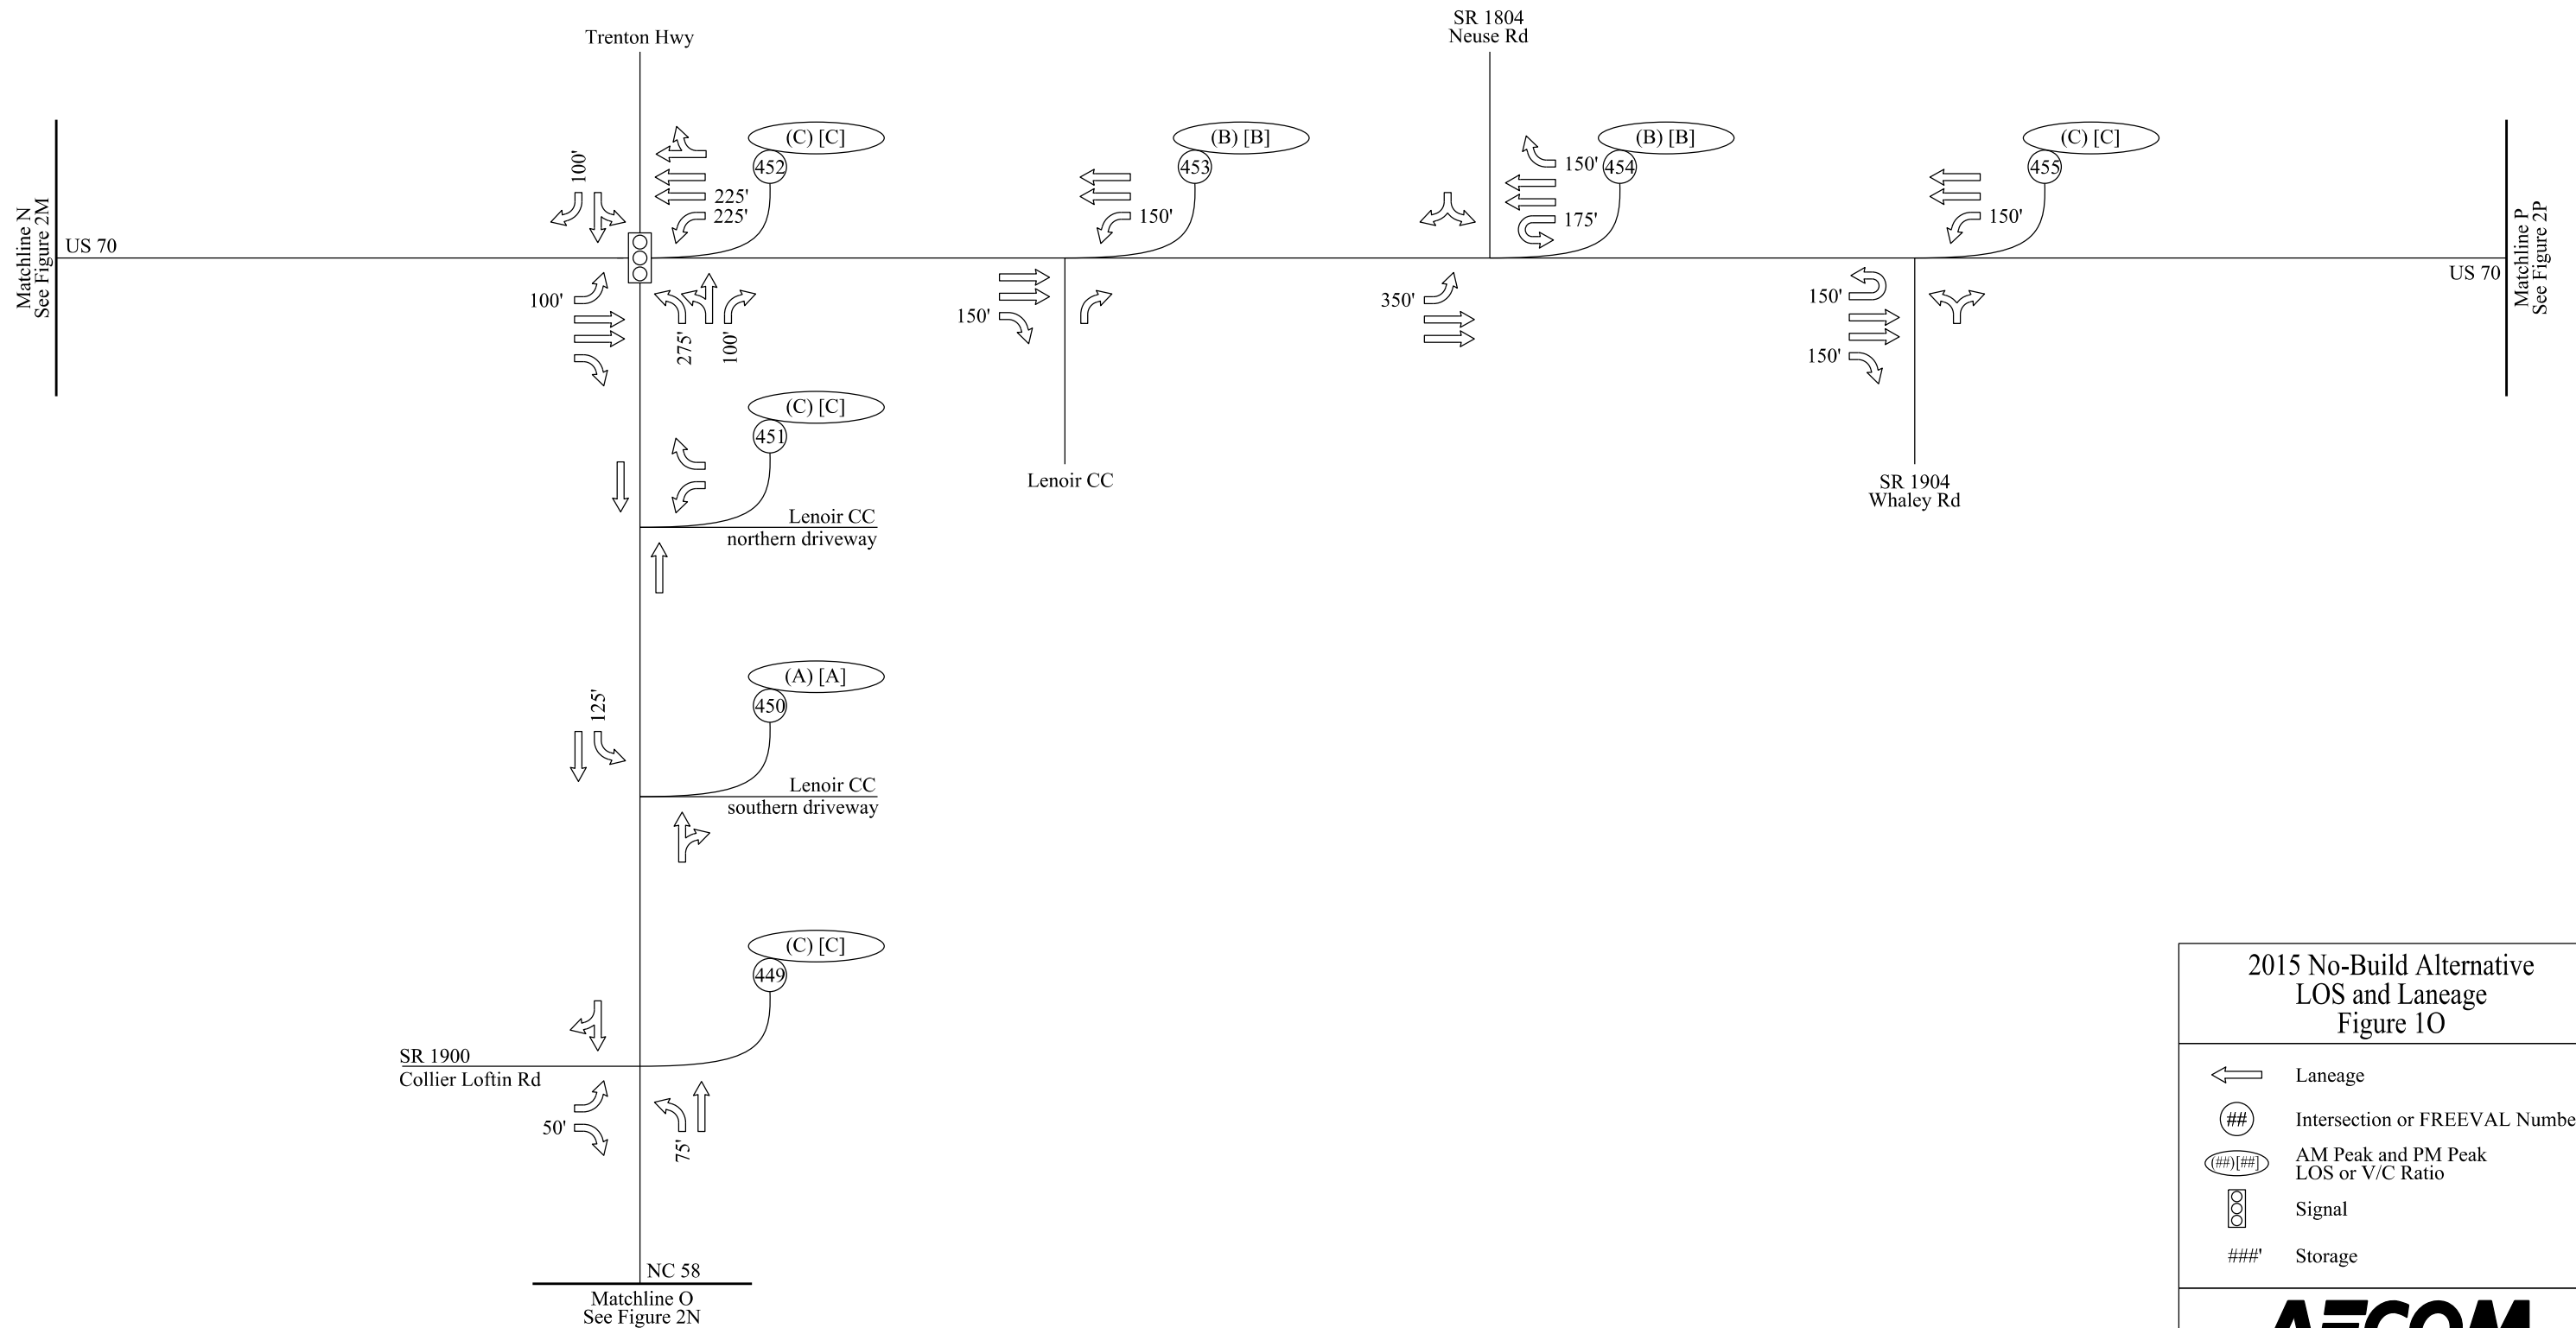 Trenton Hwy
SR 1804
Neuse Rd
Matchline N
See Figure 2M
US 70
100'
(C) [C]
452
225'
225'
(B) [B]
453
150'
150'
(B) [B]
454
175'
(C) [C]
455
150'
US 70
Matchline P
See Figure 2P
100'
275'
100'
150'
350'
150'
150'
Lenoir CC
SR 1904
Whaley Rd
(C) [C]
451
Lenoir CC
northern driveway
(A) [A]
450
125'
Lenoir CC
southern driveway
(C) [C]
449
SR 1900
Collier Loftin Rd
50'
75'
NC 58
Matchline O
See Figure 2N
2015 No-Build Alternative
LOS and Laneage
Figure 1O
Laneage
## Intersection or FREEVAL Numbe
(##)[##] AM Peak and PM Peak
LOS or V/C Ratio
Signal
###' Storage
AECOM